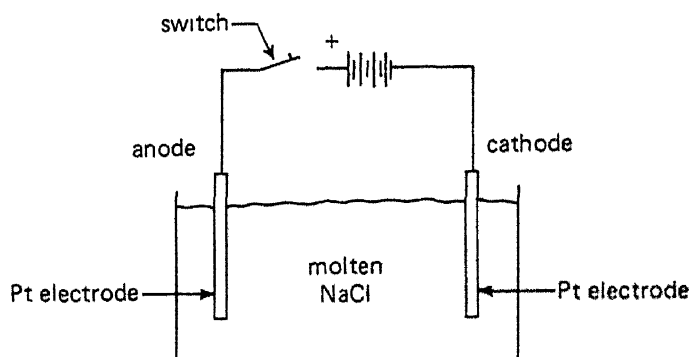 switch
+
anode
cathode
molten
NaCl
Pt electrode
Pt electrode